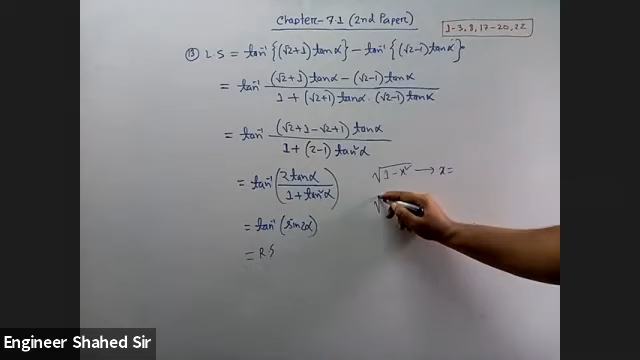 Chapter-7.1 (2nd Paper)
1-3, 8, 17-20, 22
(13) L.S = tan⁻¹{(√2+1)tanα} - tan⁻¹{(√2-1)tanα}
= tan⁻¹ (√2+1)tanα - (√2-1)tanα / 1 + (√2+1)tanα · (√2-1)tanα
= tan⁻¹ (√2+1-√2+1)tanα / 1 + (2-1)tan²α
= tan⁻¹(2tanα / 1+tan²α)
√1-x² → x=
= tan⁻¹(sin2α)
= R.S
Engineer Shahed Sir